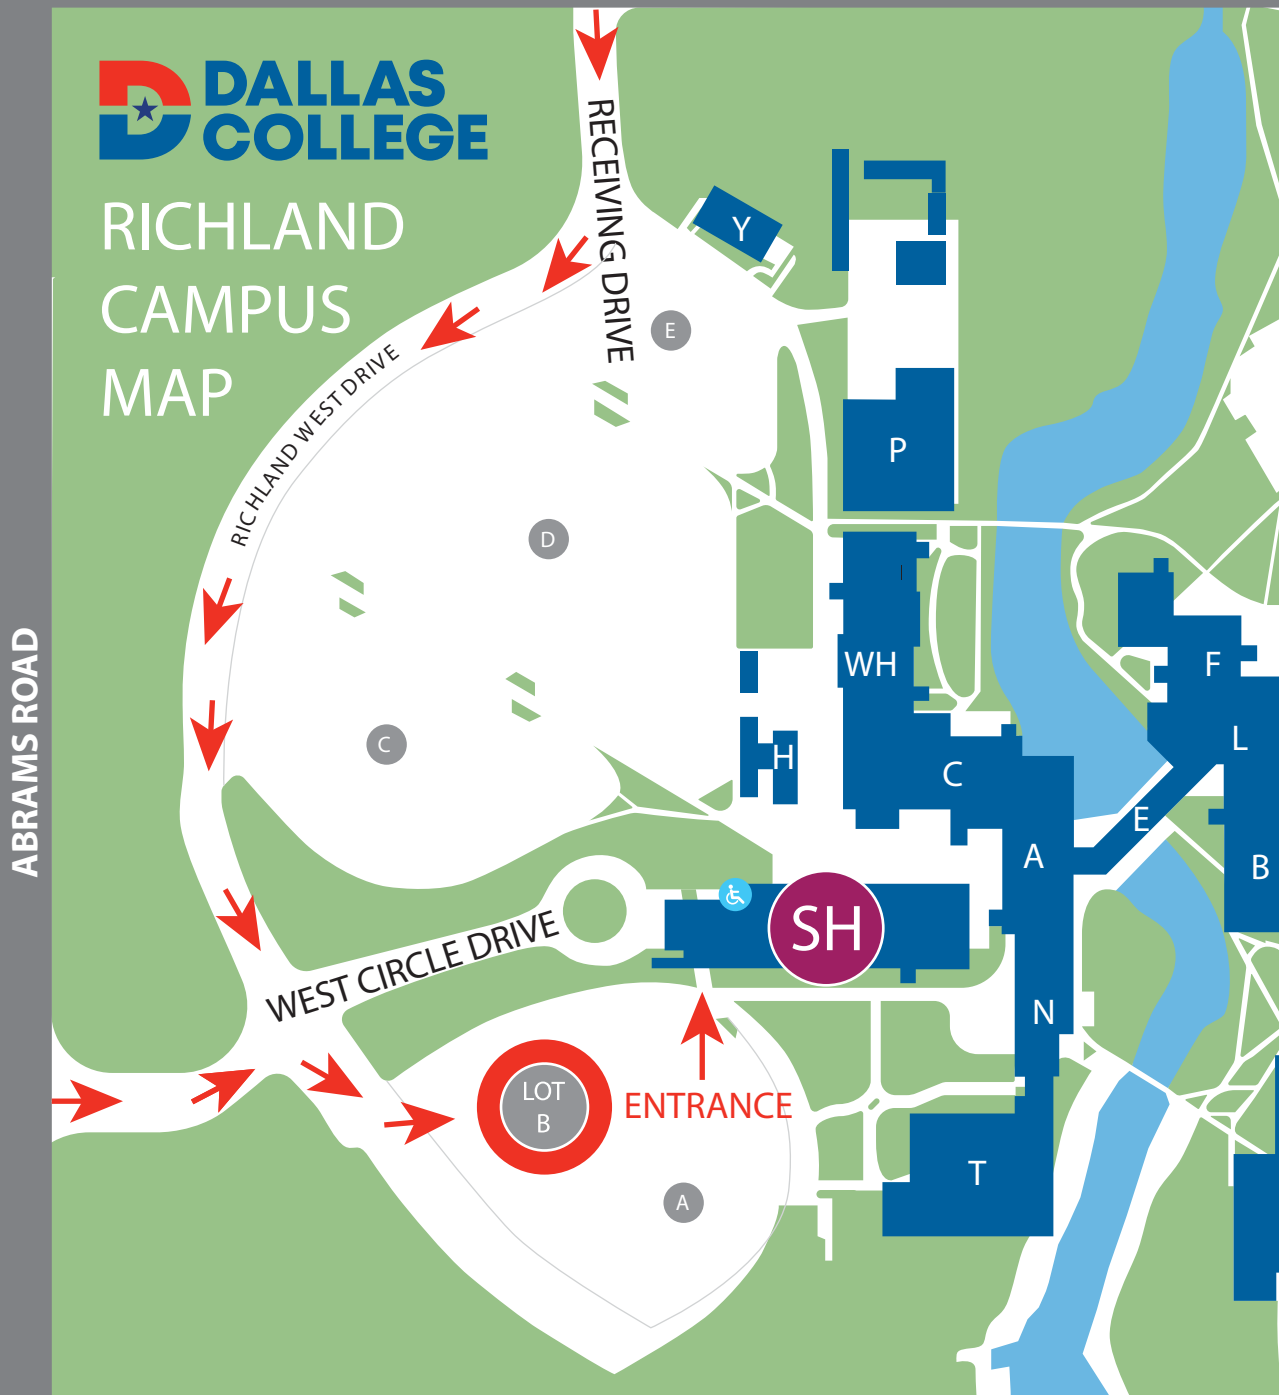 DALLAS
COLLEGE
RICHLAND
CAMPUS
MAP
RECEIVING DRIVE
Y
E
RICHLAND WEST DRIVE
P
D
ABRAMS ROAD
WH
F
C
H
L
C
E
A
B
SH
WEST CIRCLE DRIVE
N
LOT
B
ENTRANCE
T
A